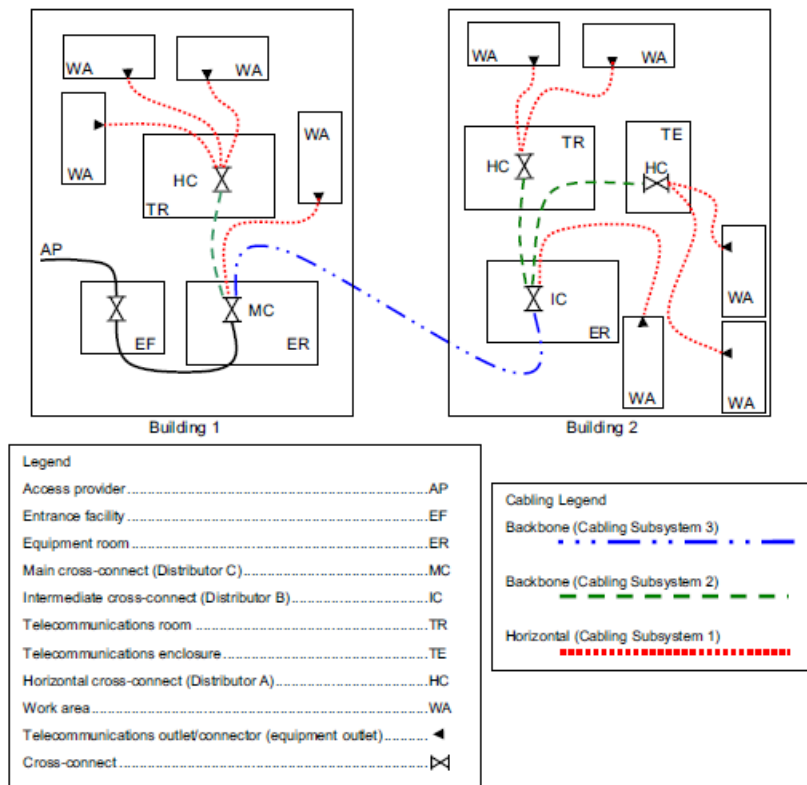 WA
WA
WA
WA
HC
TR
AP
MC
EF
ER
Building 1
WA
WA
TR
TE
HC
HC
WA
IC
ER
WA
WA
Building 2
Legend
Access provider..........AP
Entrance facility..........EF
Equipment room..........ER
Main cross-connect (Distributor C)..........MC
Intermediate cross-connect (Distributor B)..........IC
Telecommunications room..........TR
Telecommunications enclosure..........TE
Horizontal cross-connect (Distributor A)..........HC
Work area..........WA
Telecommunications outlet/connector (equipment outlet)..........
Cross-connect..........
Cabling Legend
Backbone (Cabling Subsystem 3)
Backbone (Cabling Subsystem 2)
Horizontal (Cabling Subsystem 1)